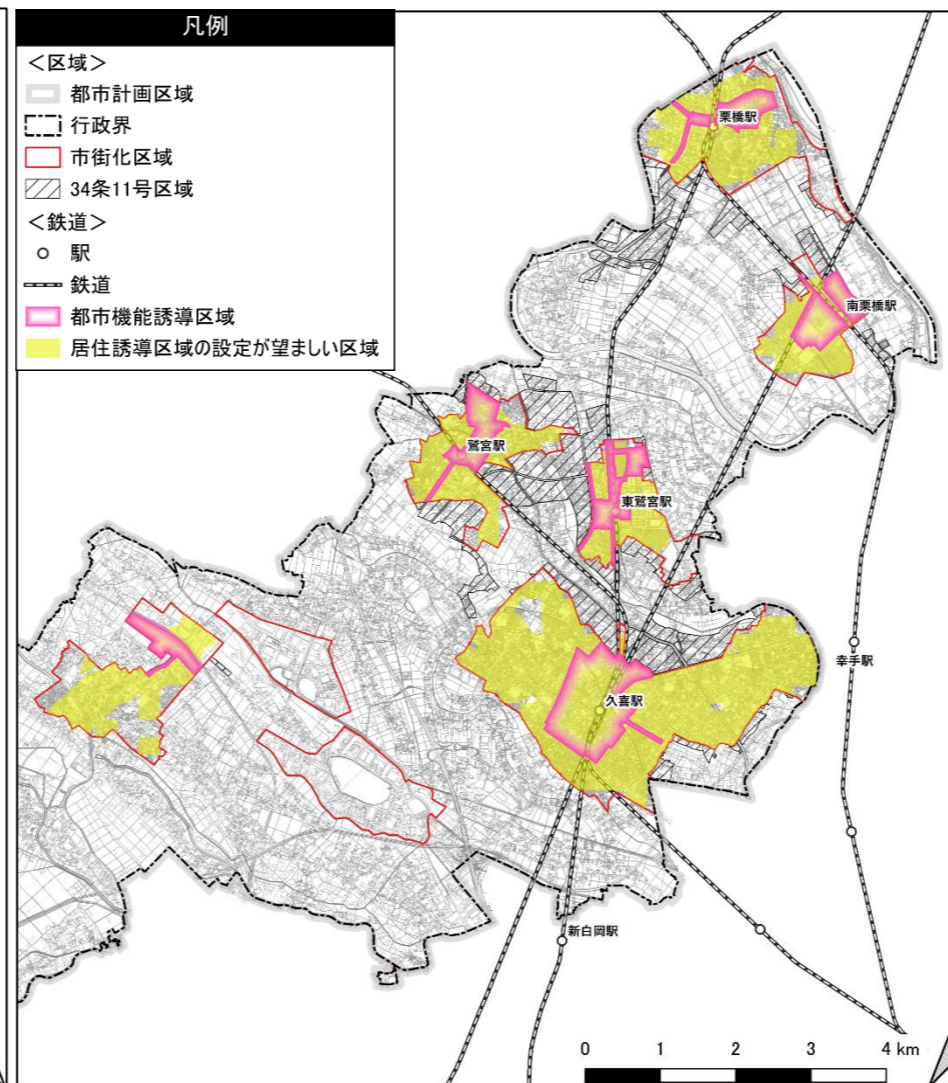 凡例
＜区域＞
都市計画区域
行政界
市街化区域
34条11号区域
＜鉄道＞
駅
鉄道
都市機能誘導区域
居住誘導区域の設定が望ましい区域
栗橋駅
南栗橋駅
鷲宮駅
東鷲宮駅
幸手駅
久喜駅
新白岡駅
0 1 2 3 4 km